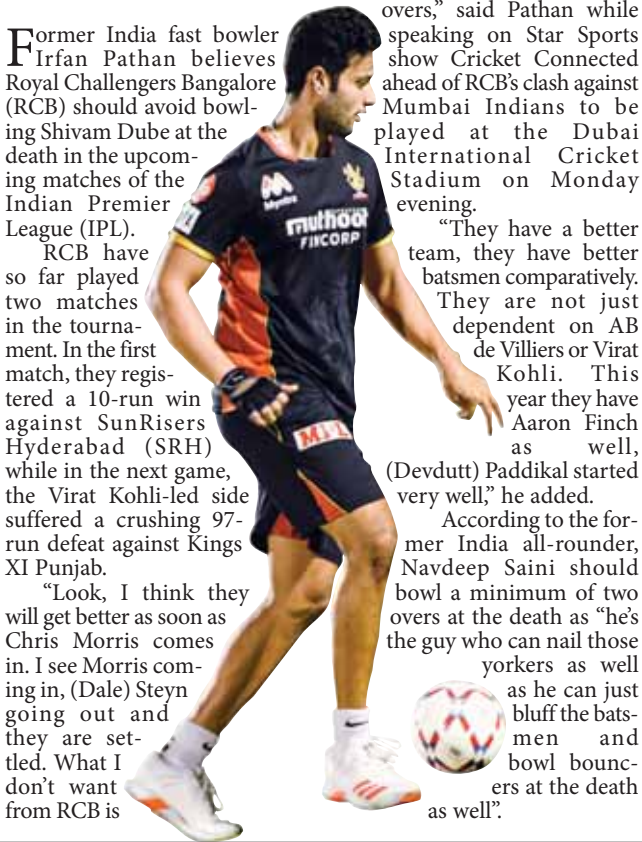 Former India fast bowler
Irfan Pathan believes
Royal Challengers Bangalore
(RCB) should avoid bowl-
ing Shivam Dube at the
death in the upcom-
ing matches of the
Indian Premier
League (IPL).
RCB have
so far played
two matches
in the tourna-
ment. In the first
match, they regis-
tered a 10-run win
against SunRisers
Hyderabad (SRH)
while in the next game,
the Virat Kohli-led side
suffered a crushing 97-
run defeat against Kings
XI Punjab.
“Look, I think they
will get better as soon as
Chris Morris comes
in. I see Morris com-
ing in, (Dale) Steyn
going out and
they are set-
tled. What I
don’t want
from RCB is
overs,” said Pathan while
speaking on Star Sports
show Cricket Connected
ahead of RCB’s clash against
Mumbai Indians to be
played at the Dubai
International Cricket
Stadium on Monday
evening.
“They have a better
team, they have better
batsmen comparatively.
They are not just
dependent on AB
de Villiers or Virat
Kohli. This
year they have
Aaron Finch
as well,
(Devdutt) Paddikal started
very well,” he added.
According to the for-
mer India all-rounder,
Navdeep Saini should
bowl a minimum of two
overs at the death as “he’s
the guy who can nail those
yorkers as well
as he can just
bluff the bats-
men and
bowl bounc-
ers at the death
as well”.
Myntra
muthoot
FINCORP
MPL